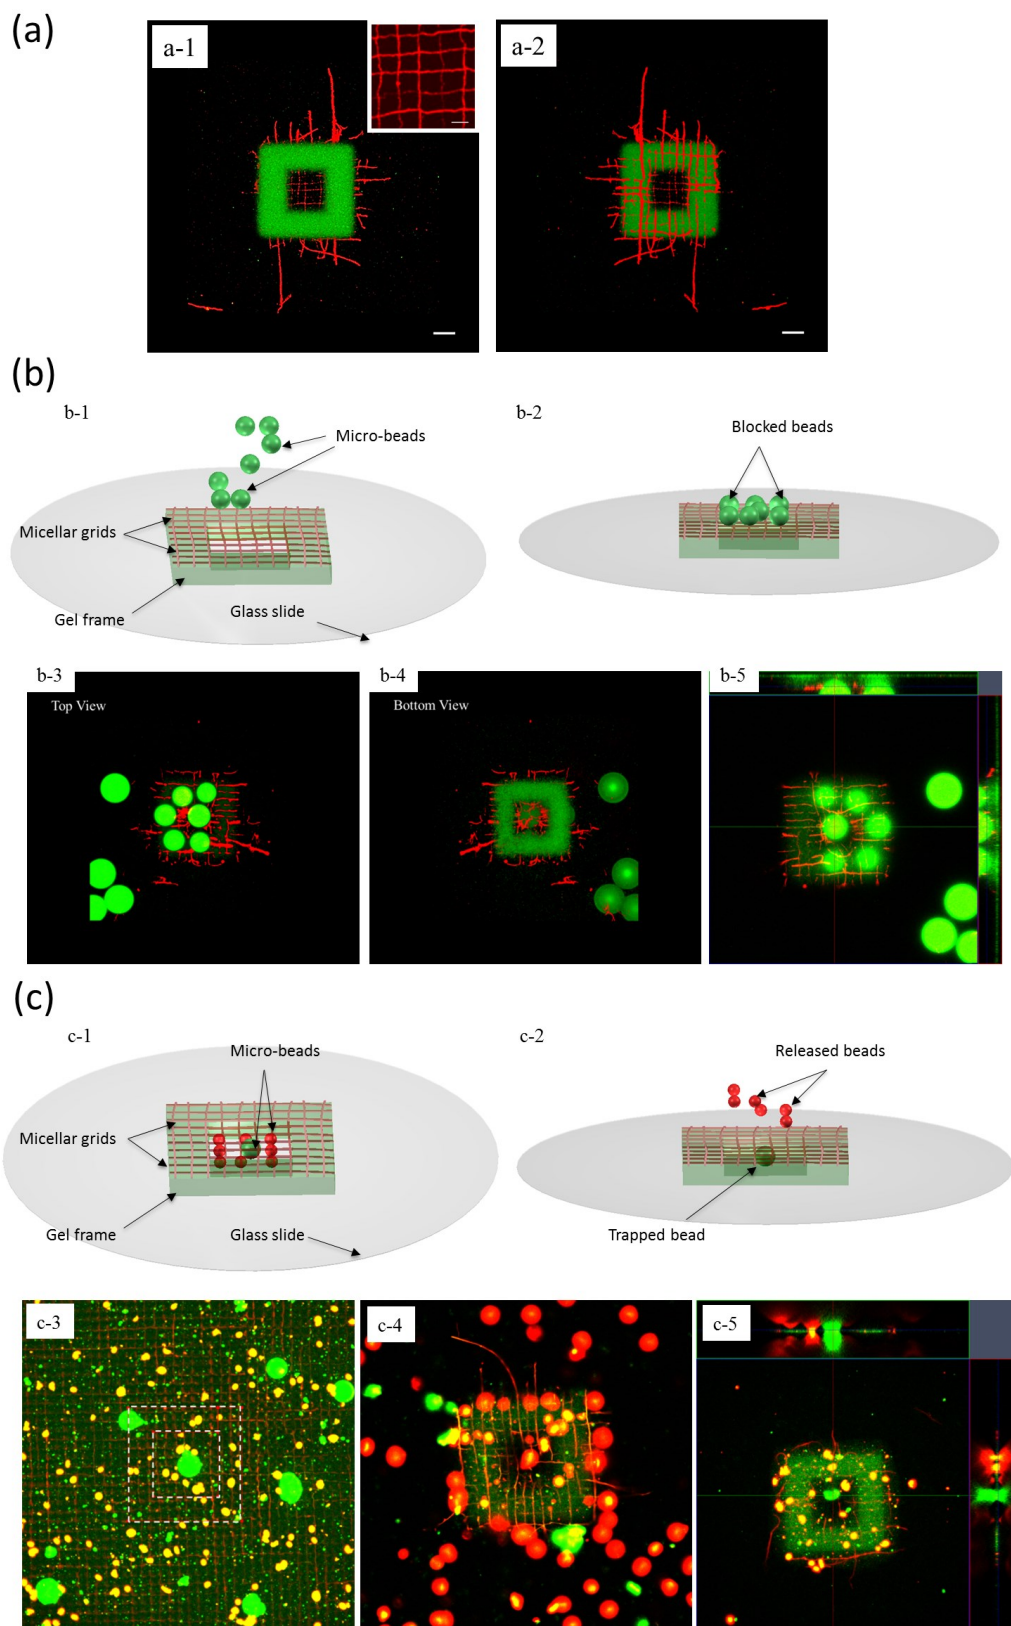 (a)
a-1
a-2
(b)
b-1
b-2
Micro-beads
Blocked beads
Micellar grids
Gel frame
Glass slide
b-3
b-4
b-5
Top View
Bottom View
(c)
c-1
c-2
Micro-beads
Released beads
Micellar grids
Gel frame
Glass slide
Trapped bead
c-3
c-4
c-5